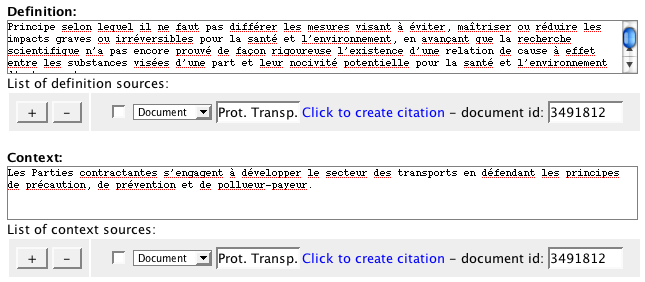 Definition:
Principe selon lequel il ne faut pas différer les mesures visant à éviter, maîtriser ou réduire les
impacts graves ou irréversibles pour la santé et l'environnement, en avançant que la recherche
scientifique n'a pas encore prouvé de façon rigoureuse l'existence d'une relation de cause à effet
entre les substances visées d'une part et leur nocivité potentielle pour la santé et l'environnement
List of definition sources:
+ - Document Prot. Transp. Click to create citation - document id: 3491812
Context:
Les Parties contractantes s'engagent à développer le secteur des transports en défendant les principes
de précaution, de prévention et de pollueur-payeur.
List of context sources:
+ - Document Prot. Transp. Click to create citation - document id: 3491812